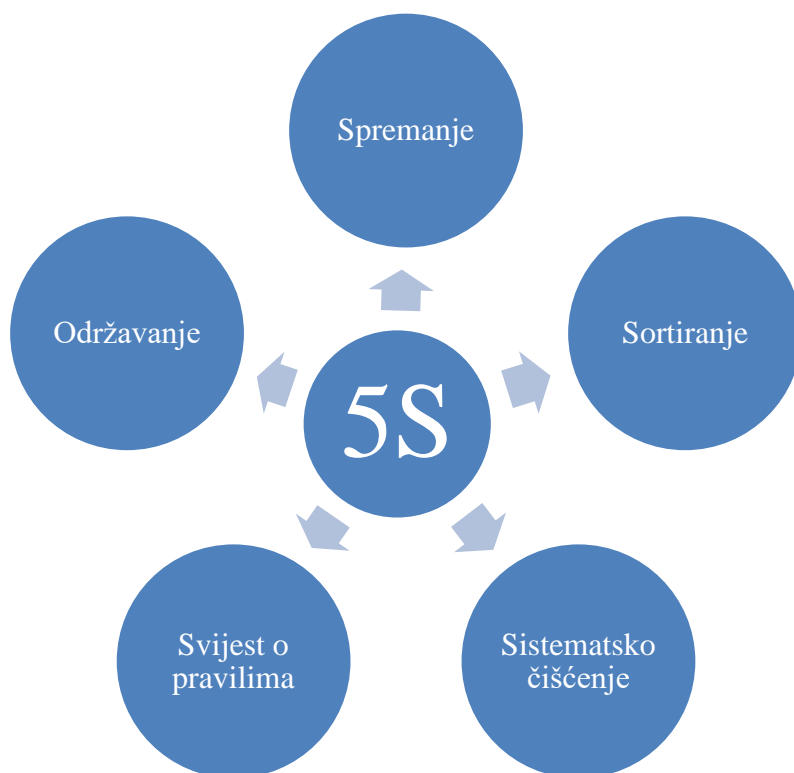 Spremanje
Održavanje
Sortiranje
5S
Svijest o
pravilima
Sistematsko
čišćenje